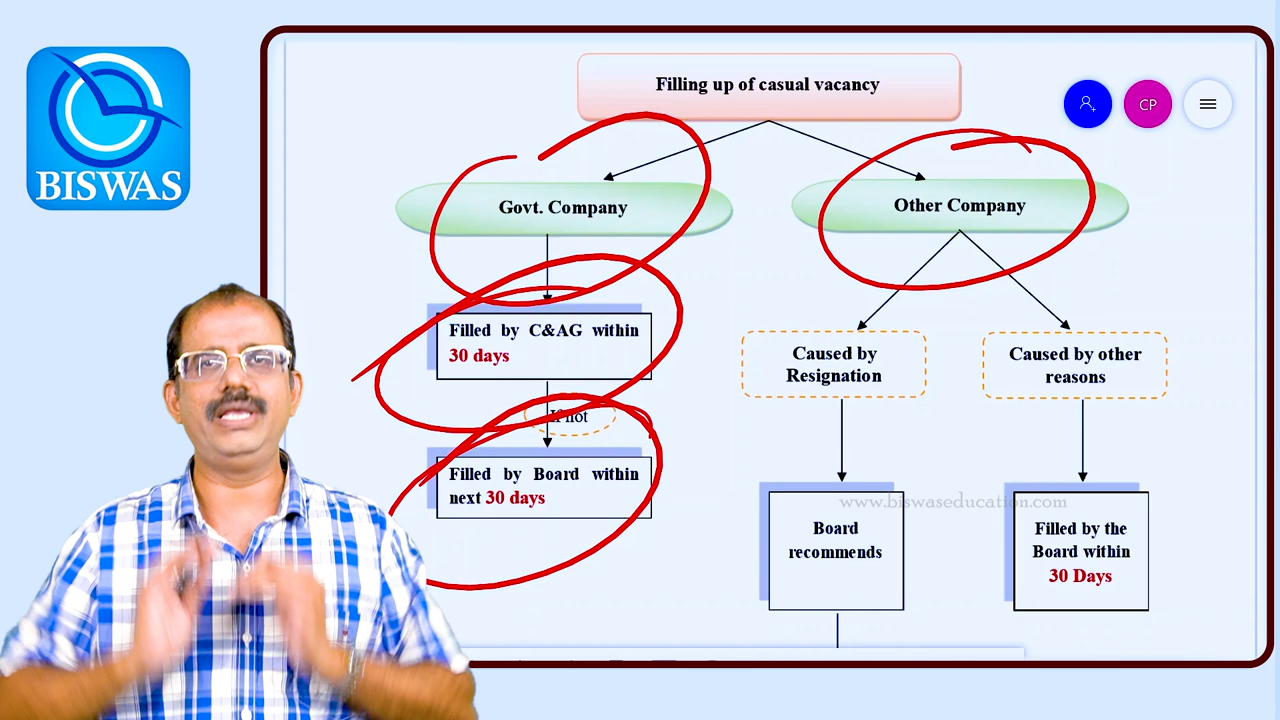 BISWAS
Filling up of casual vacancy
CP
Govt. Company
Other Company
Filled by C&AG within
30 days
If not
Filled by Board within
next 30 days
Caused by
Resignation
Caused by other
reasons
www.biswaseducation.com
Board
recommends
Filled by the
Board within
30 Days